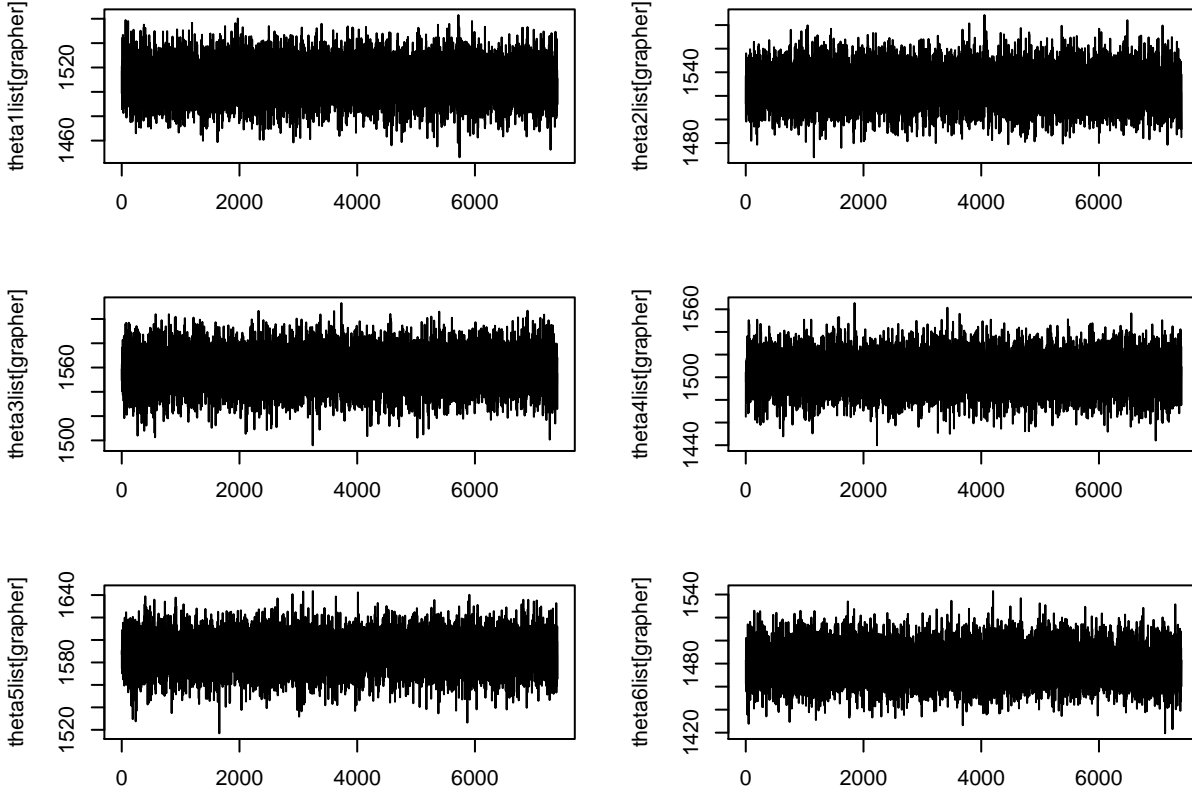 theta1list[grapher]
1460 1520
0 2000 4000 6000
theta2list[grapher]
1480 1540
0 2000 4000 6000
theta3list[grapher]
1500 1560
0 2000 4000 6000
theta4list[grapher]
1440 1500 1560
0 2000 4000 6000
theta5list[grapher]
1520 1580 1640
0 2000 4000 6000
theta6list[grapher]
1420 1480 1540
0 2000 4000 6000